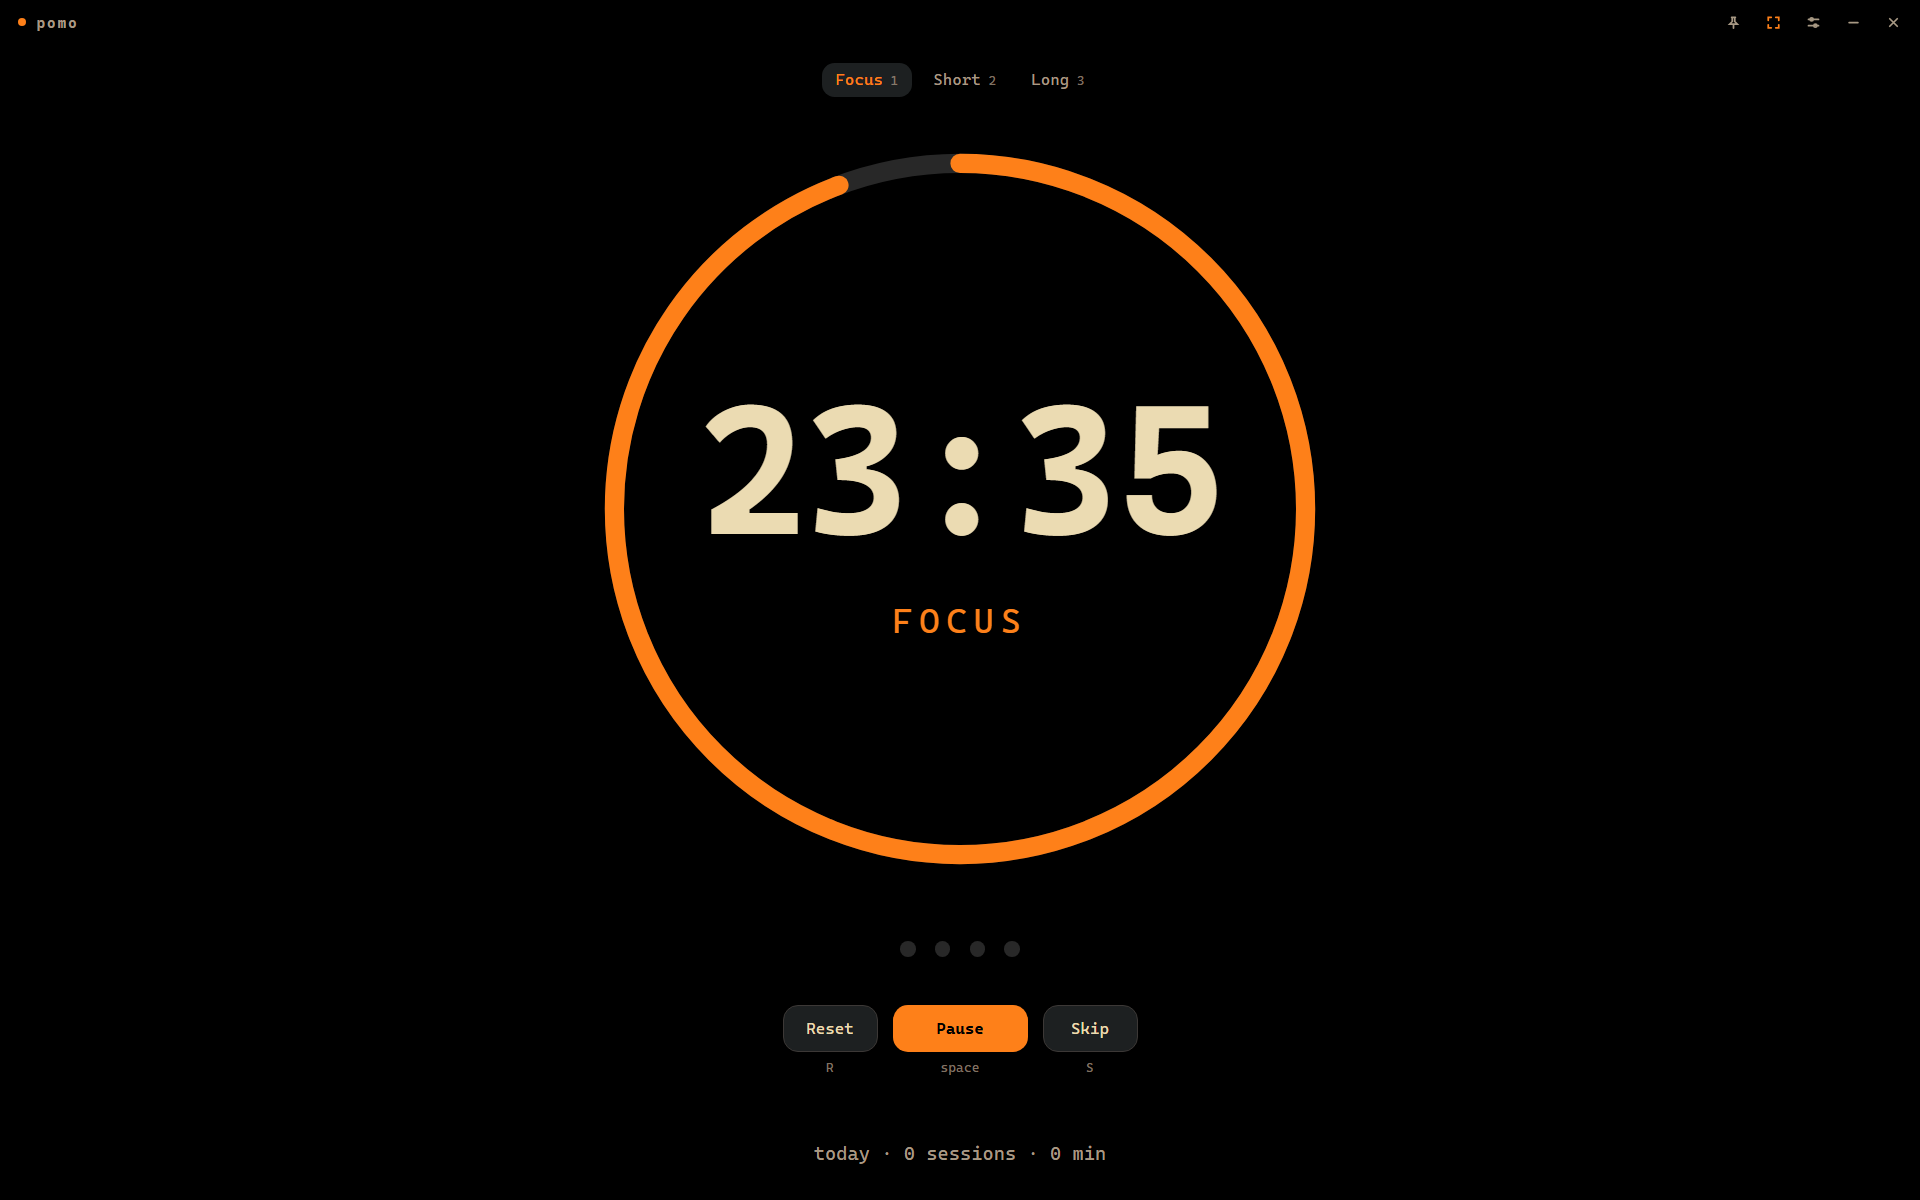 pomo
Focus 1 Short 2 Long 3
23:35
FOCUS
Reset Pause Skip
R space S
today · 0 sessions · 0 min